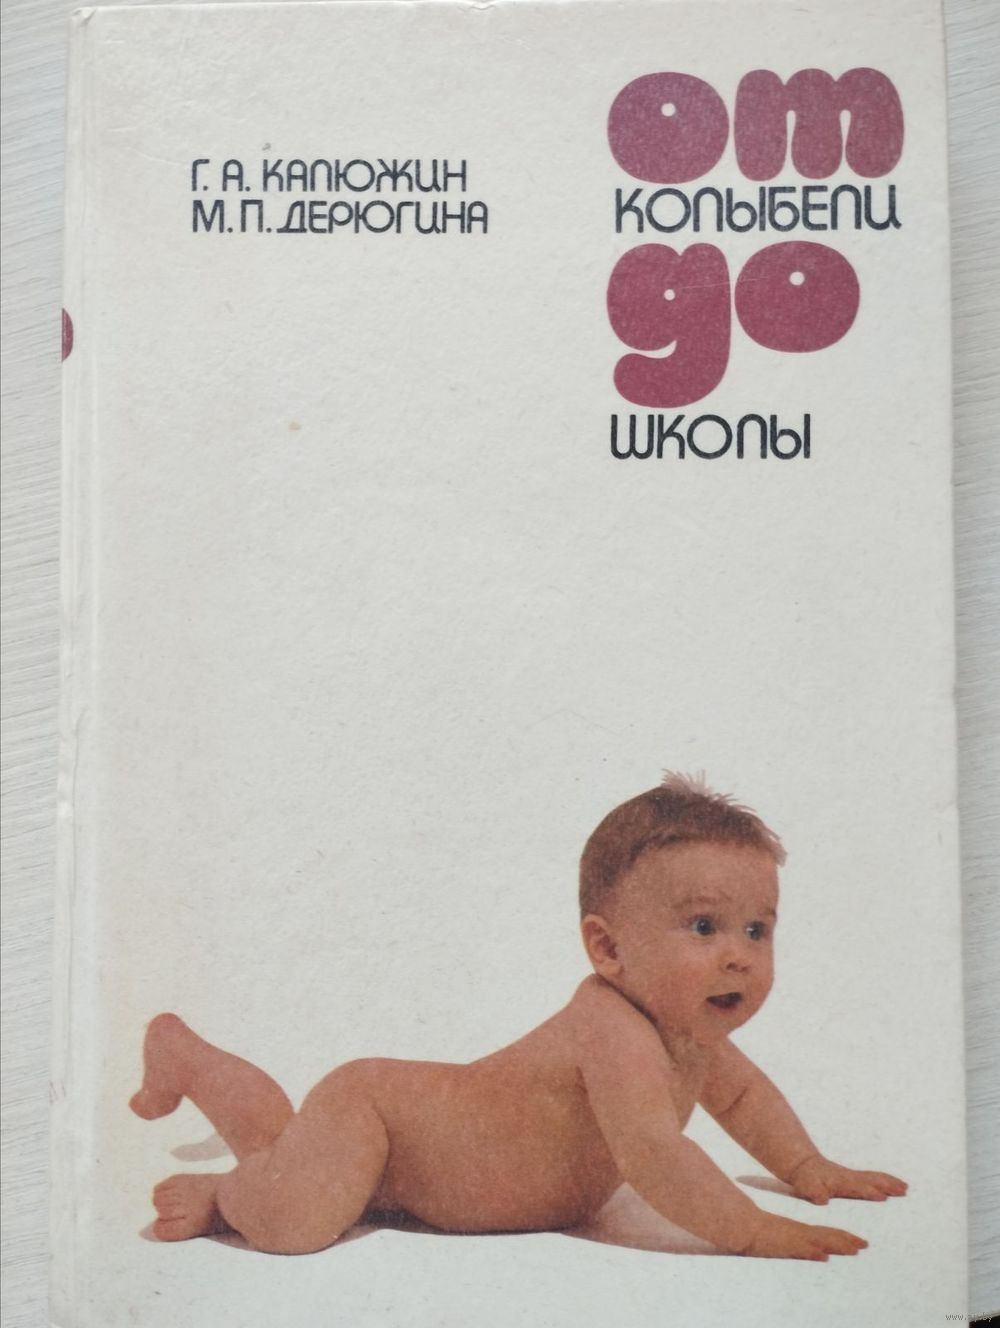 Г. А. КАЛЮЖИН
М. П. ДЕРЮГИНА
от
КОЛЫБЕЛИ
до
ШКОЛЫ